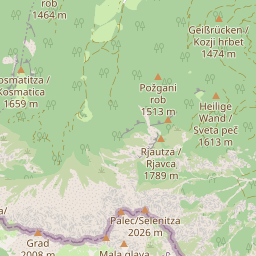 rob
1464 m
Geißrücken /
Kozji hrbet
1474 m
osmatitza /
Kosmatica
1659 m
Požgani
rob
1513 m
Heilige
Wand /
Sveta peč
1613 m
Rjautza /
Rjavca
1789 m
a/
Palec/Selenitza
2026 m
Grad
2008 m
Mala glava